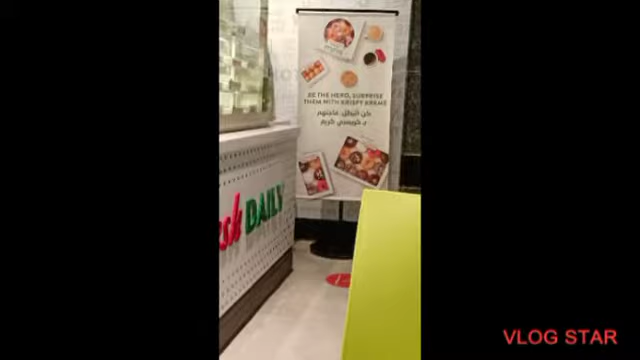 BE THE HERO, SURPRISE
THEM WITH KRISPY KREME
كن البطل، فاجئهم
بـ كريسبي كريم
DAILY
VLOG STAR